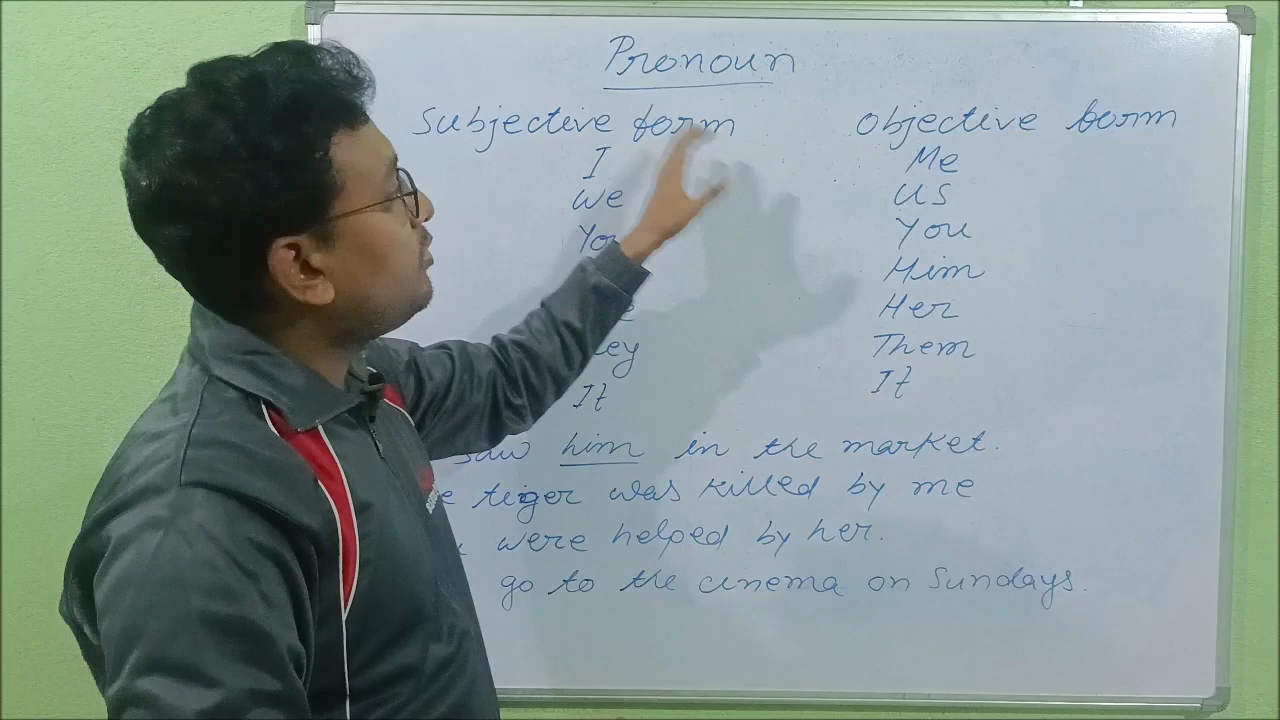 Pronoun
Subjective form objective form
I Me
We US
You You
Him
Her
Them
It It
saw him in the market.
tiger was killed by me
were helped by her.
go to the cinema on Sundays.